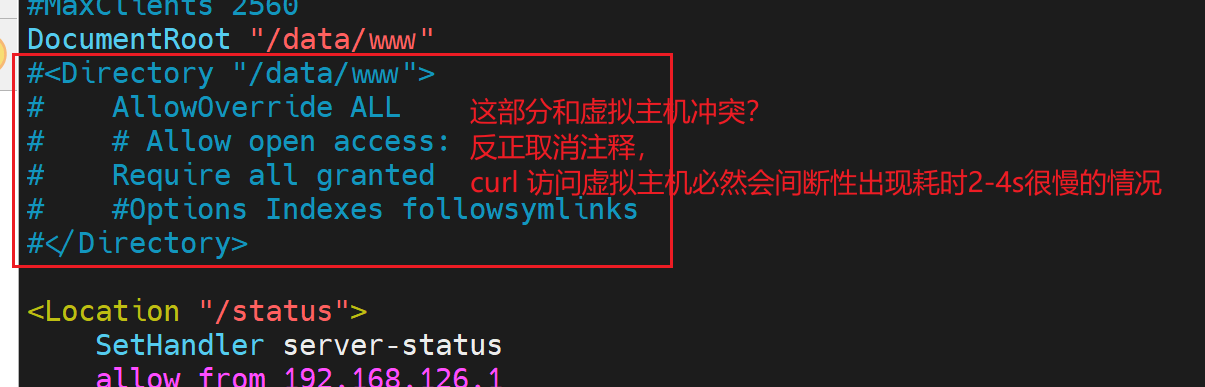 #MaxClients 2560
DocumentRoot "/data/www"
#<Directory "/data/www">
#    AllowOverride ALL
#    # Allow open access:
#    Require all granted
#    #Options Indexes followsymlinks
#</Directory>
这部分和虚拟主机冲突？
反正取消注释，
curl 访问虚拟主机必然会间断性出现耗时2-4s很慢的情况
<Location "/status">
    SetHandler server-status
    allow from 192.168.126.1